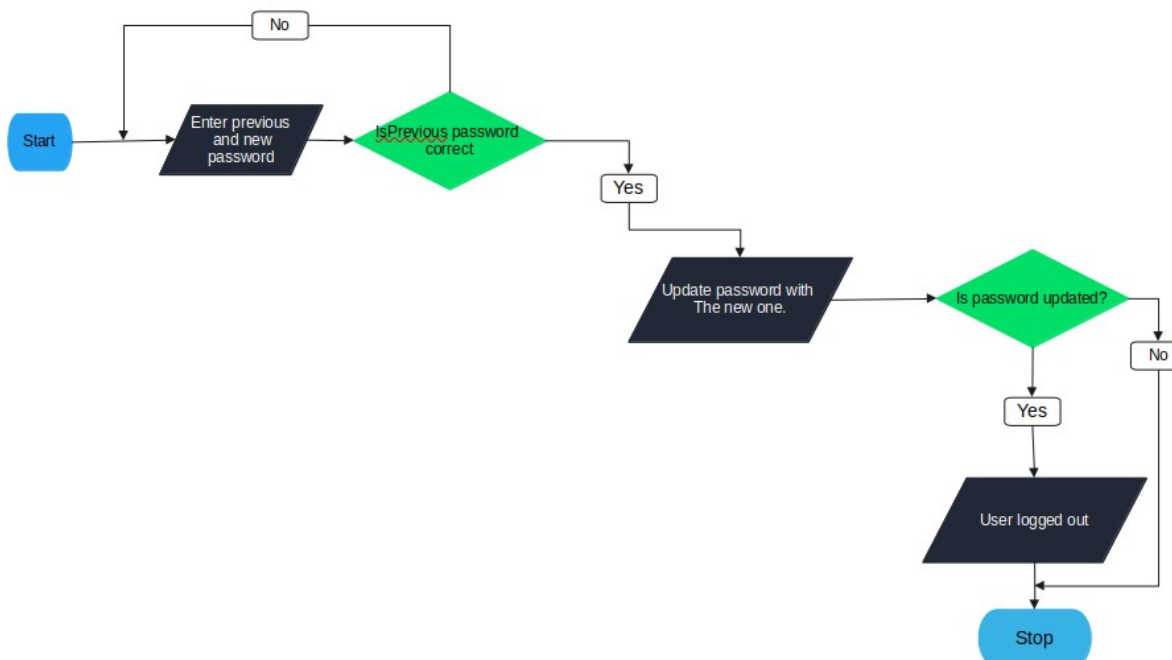 No
Start
Enter previous
and new
password
IsPrevious password
correct
Yes
Update password with
The new one.
Is password updated?
No
Yes
User logged out
Stop